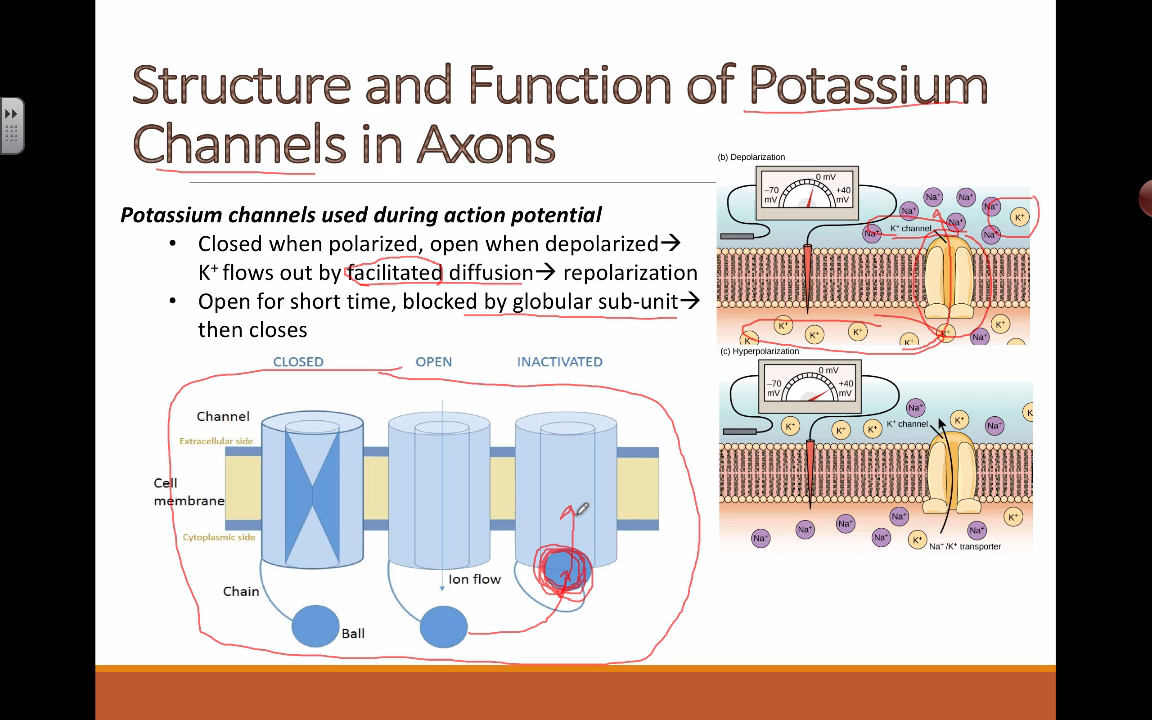 Structure and Function of Potassium
Channels in Axons
Potassium channels used during action potential
• Closed when polarized, open when depolarized→
K⁺ flows out by facilitated diffusion→ repolarization
• Open for short time, blocked by globular sub-unit→
then closes
CLOSED OPEN INACTIVATED
Channel
Extracellular side
Cell
membrane
Cytoplasmic side
Chain
Ion flow
Ball
(b) Depolarization
0 mV
–70 +40
mV mV
Na⁺ Na⁺
Na⁺ Na⁺
Na⁺ K⁺
Na⁺ K⁺ channel Na⁺
K⁺ K⁺ K⁺ K⁺ K⁺ K⁺ Na⁺ K⁺
(c) Hyperpolarization
0 mV
–70 +40
mV mV
Na⁺ K⁺
K⁺ K⁺ K⁺ K⁺ channel Na⁺ K⁺
Na⁺ Na⁺ Na⁺ Na⁺ Na⁺ K⁺ Na⁺ K⁺
Na⁺/K⁺ transporter